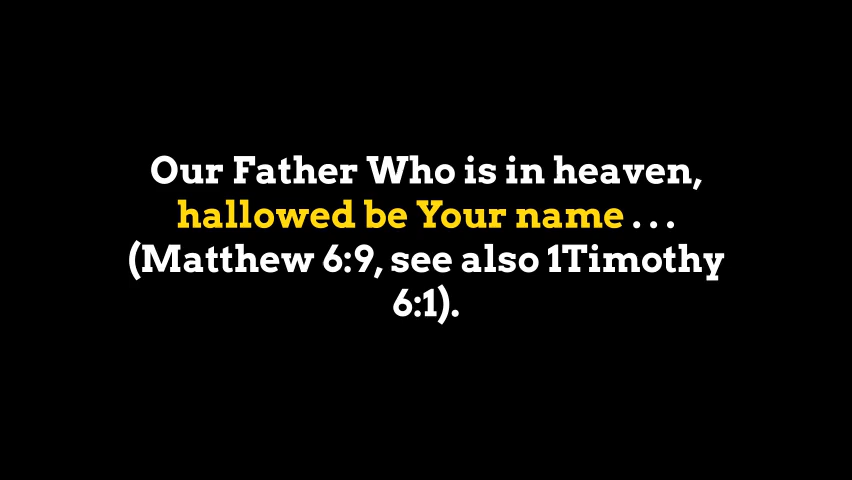 Our Father Who is in heaven,
hallowed be Your name . . .
(Matthew 6:9, see also 1Timothy
6:1).